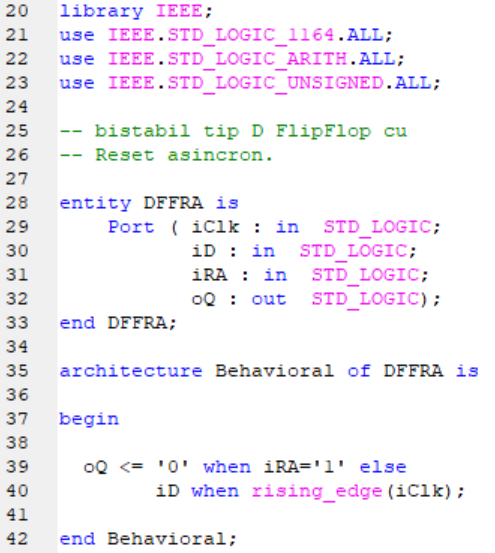 20 library IEEE;
21 use IEEE.STD_LOGIC_1164.ALL;
22 use IEEE.STD_LOGIC_ARITH.ALL;
23 use IEEE.STD_LOGIC_UNSIGNED.ALL;
24
25 -- bistabil tip D FlipFlop cu
26 -- Reset asincron.
27
28 entity DFFRA is
29     Port ( iClk : in  STD_LOGIC;
30            iD : in  STD_LOGIC;
31            iRA : in  STD_LOGIC;
32            oQ : out  STD_LOGIC);
33 end DFFRA;
34
35 architecture Behavioral of DFFRA is
36
37 begin
38
39   oQ <= '0' when iRA='1' else
40         iD when rising_edge(iClk);
41
42 end Behavioral;